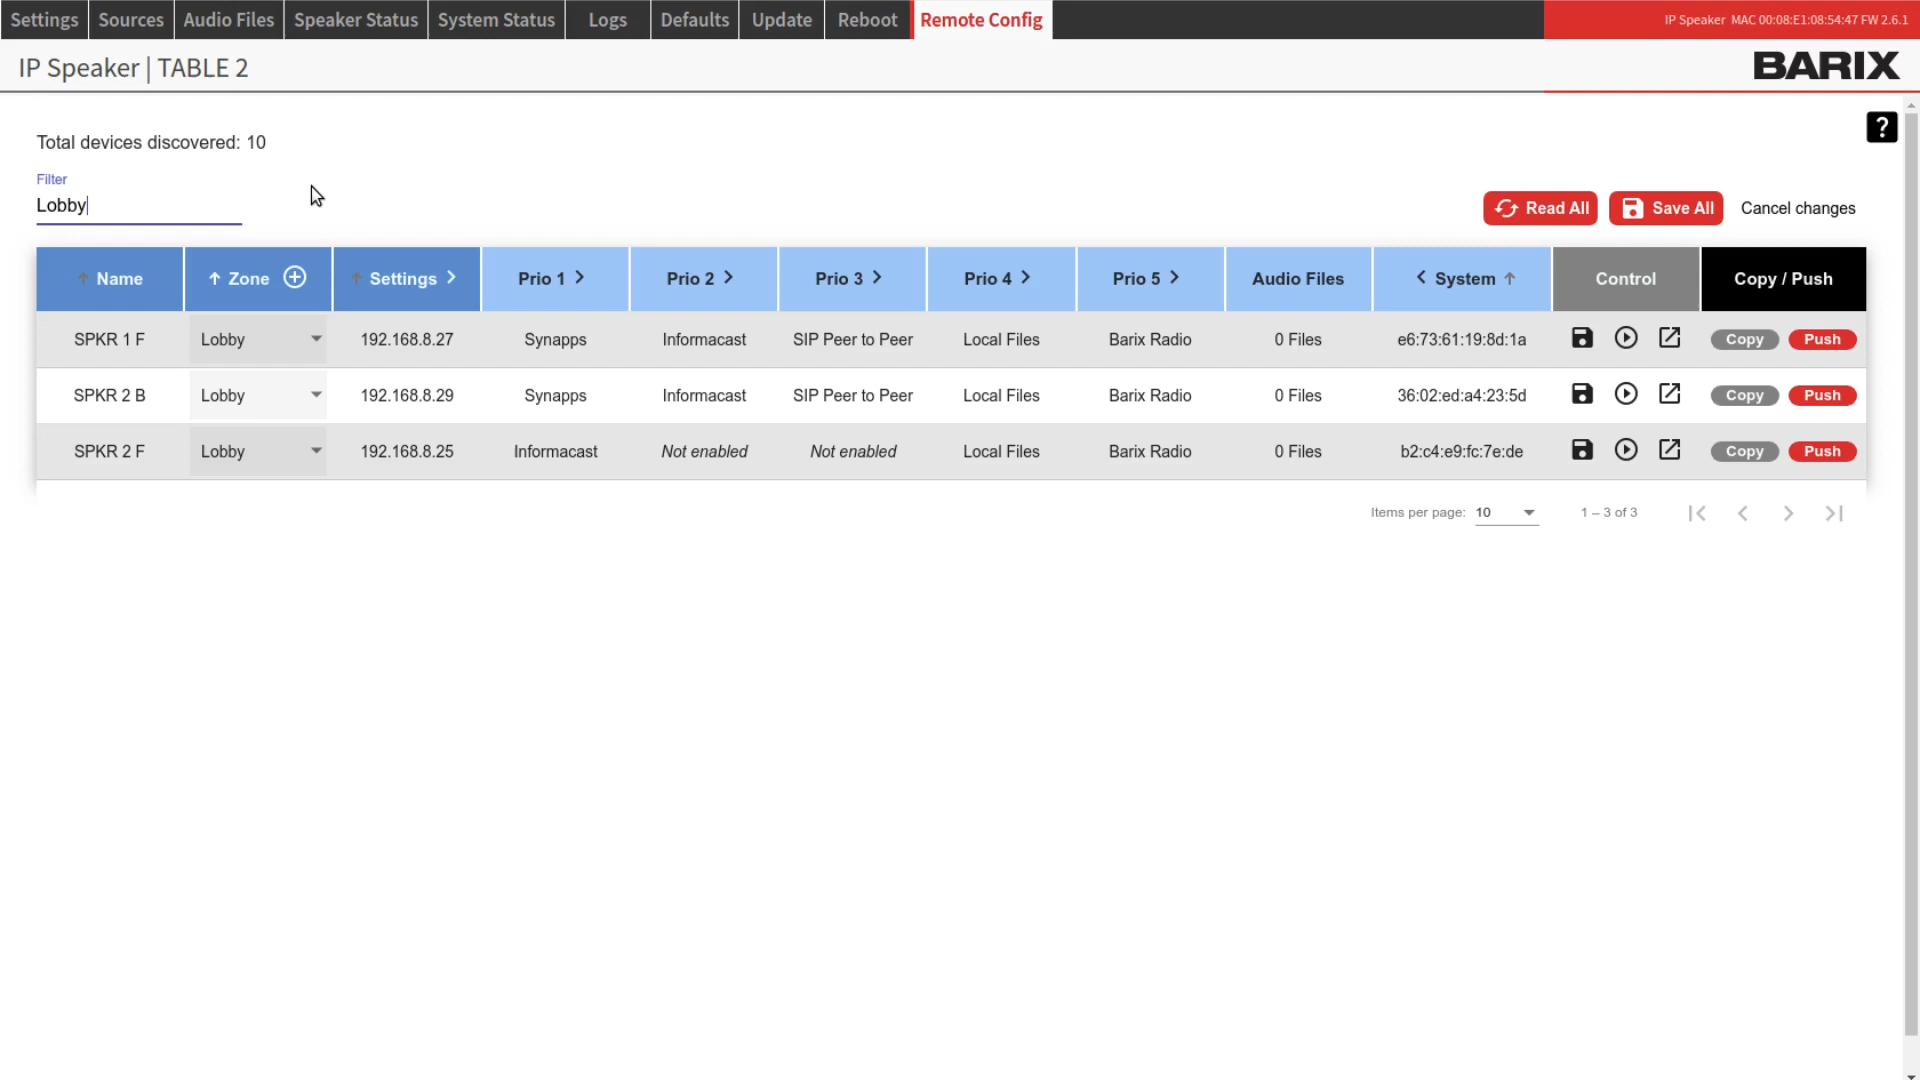 Settings Sources Audio Files Speaker Status System Status Logs Defaults Update Reboot Remote Config IP Speaker MAC 00:08:E1:08:54:47 FW 2.6.1
IP Speaker | TABLE 2 BARIX
?
Total devices discovered: 10
Filter
Lobby Read All Save All Cancel changes
Name Zone Settings Prio 1 Prio 2 Prio 3 Prio 4 Prio 5 Audio Files System Control Copy / Push
SPKR 1 F Lobby 192.168.8.27 Synapps Informacast SIP Peer to Peer Local Files Barix Radio 0 Files e6:73:61:19:8d:1a Copy Push
SPKR 2 B Lobby 192.168.8.29 Synapps Informacast SIP Peer to Peer Local Files Barix Radio 0 Files 36:02:ed:a4:23:5d Copy Push
SPKR 2 F Lobby 192.168.8.25 Informacast Not enabled Not enabled Local Files Barix Radio 0 Files b2:c4:e9:fc:7e:de Copy Push
Items per page: 10 1 – 3 of 3